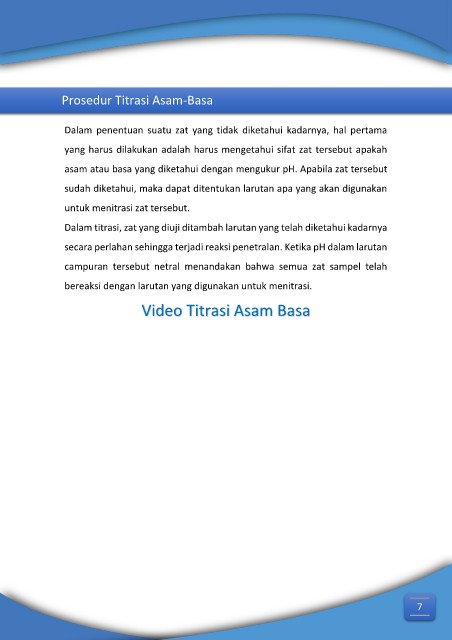 Prosedur Titrasi Asam-Basa
Dalam penentuan suatu zat yang tidak diketahui kadarnya, hal pertama
yang harus dilakukan adalah harus mengetahui sifat zat tersebut apakah
asam atau basa yang diketahui dengan mengukur pH. Apabila zat tersebut
sudah diketahui, maka dapat ditentukan larutan apa yang akan digunakan
untuk menitrasi zat tersebut.
Dalam titrasi, zat yang diuji ditambah larutan yang telah diketahui kadarnya
secara perlahan sehingga terjadi reaksi penetralan. Ketika pH dalam larutan
campuran tersebut netral menandakan bahwa semua zat sampel telah
bereaksi dengan larutan yang digunakan untuk menitrasi.
Video Titrasi Asam Basa
7